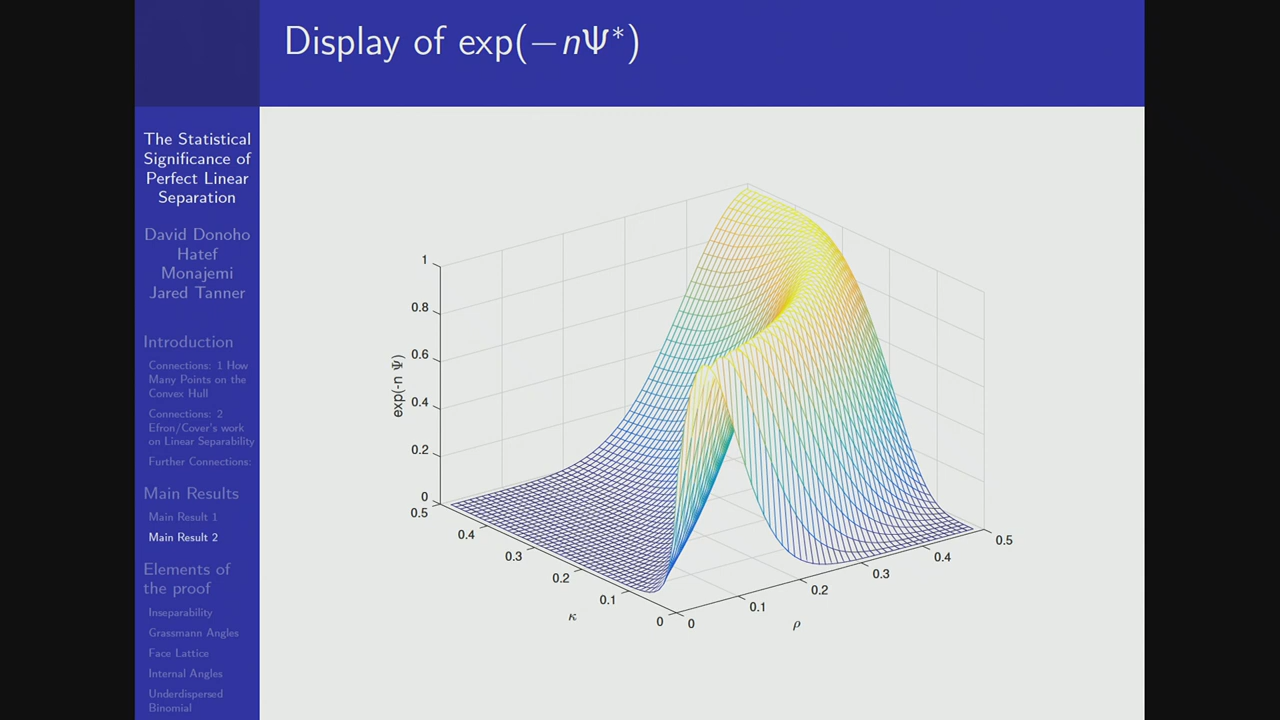 Display of exp(−nΨ*)
The Statistical
Significance of
Perfect Linear
Separation
David Donoho
Hatef
Monajemi
Jared Tanner
Introduction
Connections: 1 How
Many Points on the
Convex Hull
Connections: 2
Efron/Cover's work
on Linear Separability
Further Connections:
Main Results
Main Result 1
Main Result 2
Elements of
the proof
Inseparability
Grassmann Angles
Face Lattice
Internal Angles
Underdispersed
Binomial
exp(-n Ψ)
1
0.8
0.6
0.4
0.2
0
0.5
0.4
0.3
0.2
0.1
0
κ
0
0.1
0.2
0.3
0.4
0.5
ρ